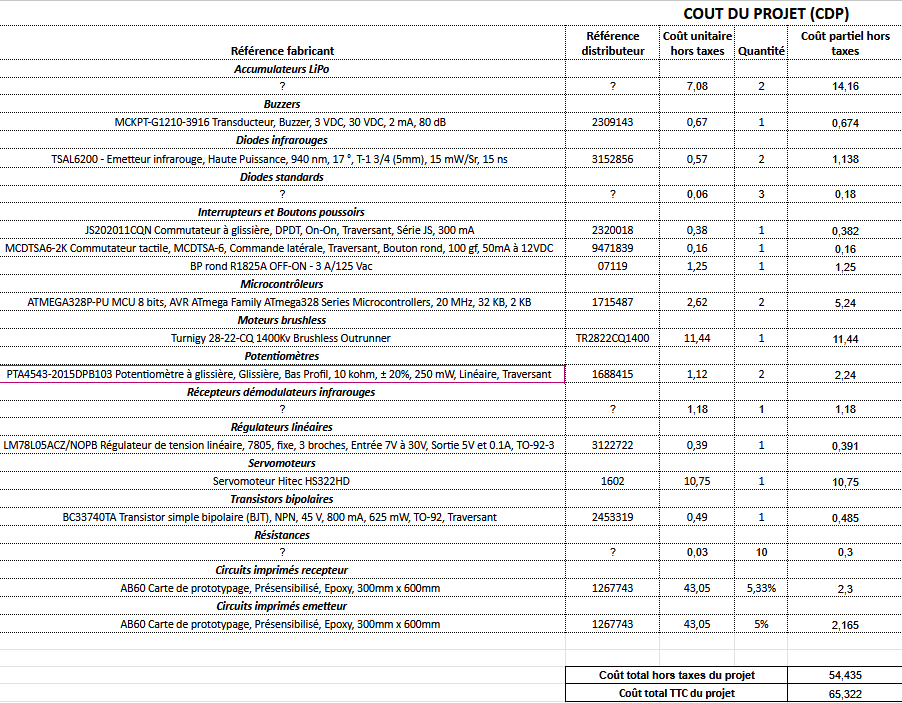 COUT DU PROJET (CDP)
Référence fabricant Référence distributeur Coût unitaire hors taxes Quantité Coût partiel hors taxes
Accumulateurs LiPo
? ? 7,08 2 14,16
Buzzers
MCKPT-G1210-3916 Transducteur, Buzzer, 3 VDC, 30 VDC, 2 mA, 80 dB 2309143 0,67 1 0,674
Diodes infrarouges
TSAL6200 - Emetteur infrarouge, Haute Puissance, 940 nm, 17 °, T-1 3/4 (5mm), 15 mW/Sr, 15 ns 3152856 0,57 2 1,138
Diodes standards
? ? 0,06 3 0,18
Interrupteurs et Boutons poussoirs
JS202011CQN Commutateur à glissière, DPDT, On-On, Traversant, Série JS, 300 mA 2320018 0,38 1 0,382
MCDTSA6-2K Commutateur tactile, MCDTSA-6, Commande latérale, Traversant, Bouton rond, 100 gf, 50mA à 12VDC 9471839 0,16 1 0,16
BP rond R1825A OFF-ON - 3 A/125 Vac 07119 1,25 1 1,25
Microcontrôleurs
ATMEGA328P-PU MCU 8 bits, AVR ATmega Family ATmega328 Series Microcontrollers, 20 MHz, 32 KB, 2 KB 1715487 2,62 2 5,24
Moteurs brushless
Turnigy 28-22-CQ 1400Kv Brushless Outrunner TR2822CQ1400 11,44 1 11,44
Potentiomètres
PTA4543-2015DPB103 Potentiomètre à glissière, Glissière, Bas Profil, 10 kohm, ± 20%, 250 mW, Linéaire, Traversant 1688415 1,12 2 2,24
Récepteurs démodulateurs infrarouges
? ? 1,18 1 1,18
Régulateurs linéaires
LM78L05ACZ/NOPB Régulateur de tension linéaire, 7805, fixe, 3 broches, Entrée 7V à 30V, Sortie 5V et 0.1A, TO-92-3 3122722 0,39 1 0,391
Servomoteurs
Servomoteur Hitec HS322HD 1602 10,75 1 10,75
Transistors bipolaires
BC33740TA Transistor simple bipolaire (BJT), NPN, 45 V, 800 mA, 625 mW, TO-92, Traversant 2453319 0,49 1 0,485
Résistances
? ? 0,03 10 0,3
Circuits imprimés recepteur
AB60 Carte de prototypage, Présensibilisé, Epoxy, 300mm x 600mm 1267743 43,05 5,33% 2,3
Circuits imprimés emetteur
AB60 Carte de prototypage, Présensibilisé, Epoxy, 300mm x 600mm 1267743 43,05 5% 2,165
Coût total hors taxes du projet 54,435
Coût total TTC du projet 65,322